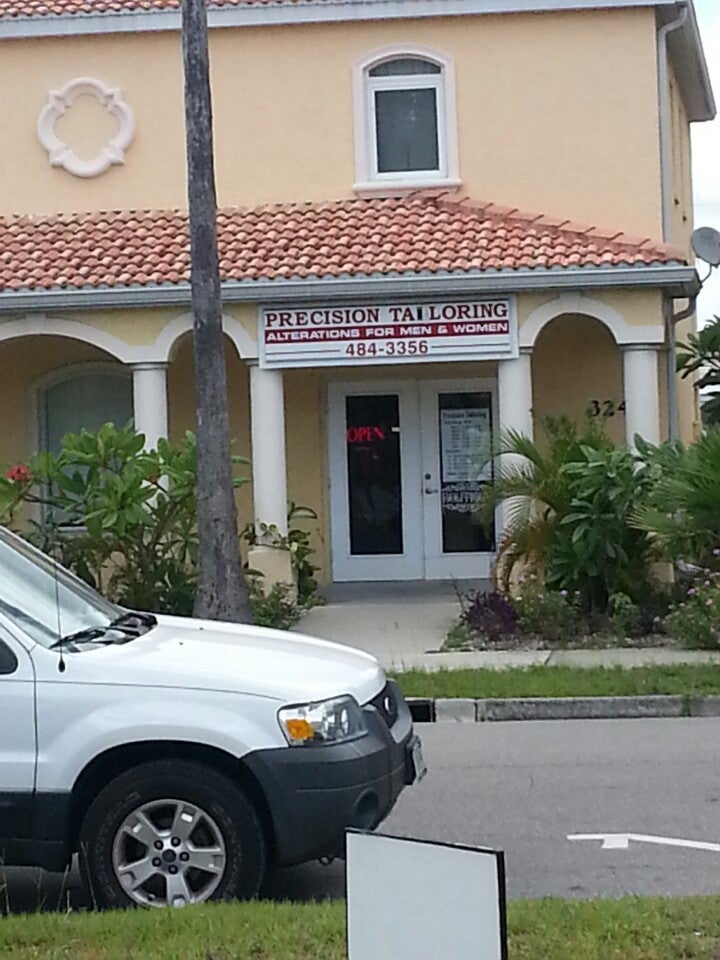 PRECISION TAILORING
ALTERATIONS FOR MEN & WOMEN
484-3356
324
OPEN
Precision Tailoring